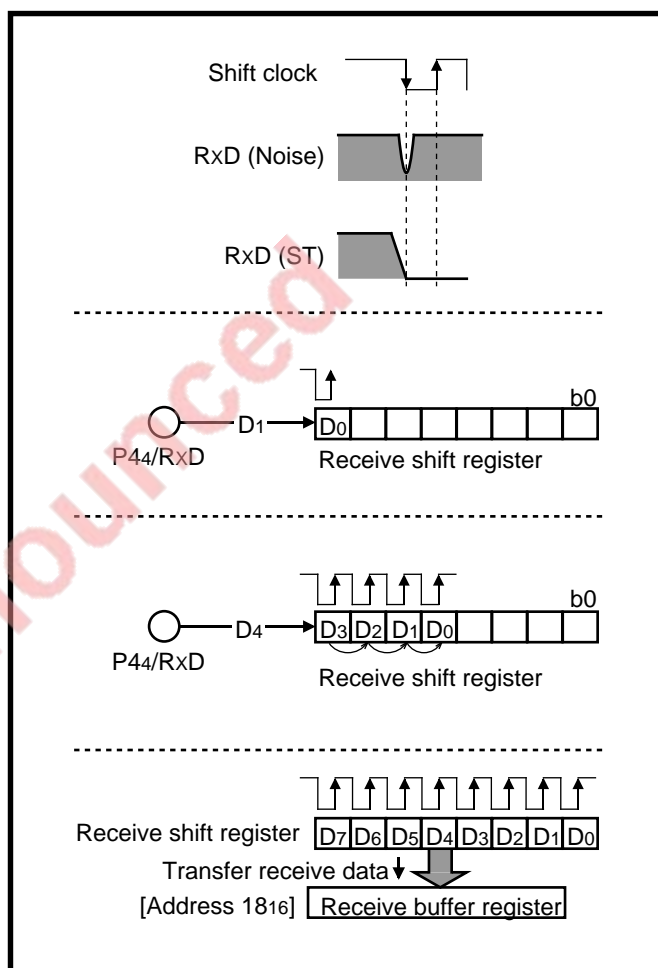 Shift clock
RxD (Noise)
RxD (ST)
b0
D1 D0
P44/RxD
Receive shift register
b0
D4 D3 D2 D1 D0
P44/RxD
Receive shift register
Receive shift register D7 D6 D5 D4 D3 D2 D1 D0
Transfer receive data
[Address 1816] Receive buffer register
ounced